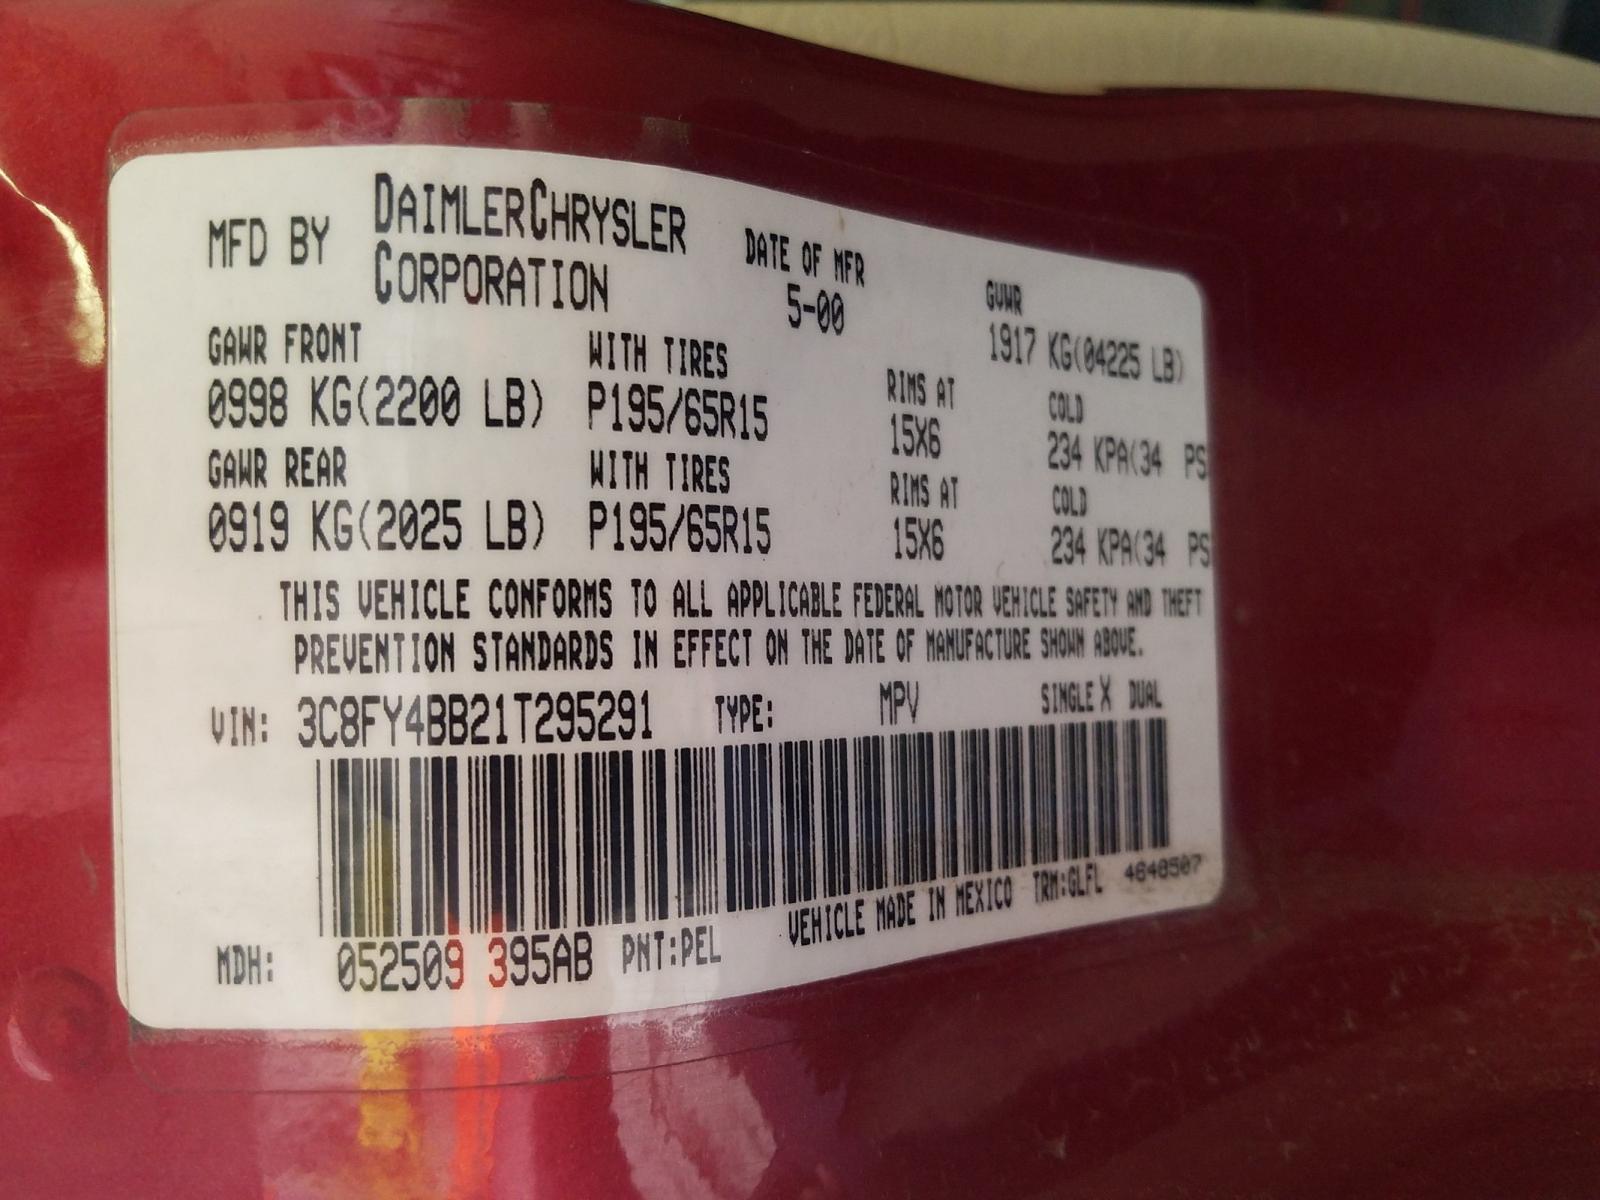 MFD BY DAIMLERCHRYSLER CORPORATION
DATE OF MFR
5-00
GVWR
1917 KG(04225 LB)
GAWR FRONT WITH TIRES RIMS AT COLD
0998 KG(2200 LB) P195/65R15 15X6 234 KPA(34 PS
GAWR REAR WITH TIRES RIMS AT COLD
0919 KG(2025 LB) P195/65R15 15X6 234 KPA(34 PS
THIS VEHICLE CONFORMS TO ALL APPLICABLE FEDERAL MOTOR VEHICLE SAFETY AND THEFT
PREVENTION STANDARDS IN EFFECT ON THE DATE OF MANUFACTURE SHOWN ABOVE.
VIN: 3C8FY4BB21T295291 TYPE: MPV SINGLE X DUAL
MDH: 052509 395AB PNT:PEL VEHICLE MADE IN MEXICO TRM:GLFL 4648507